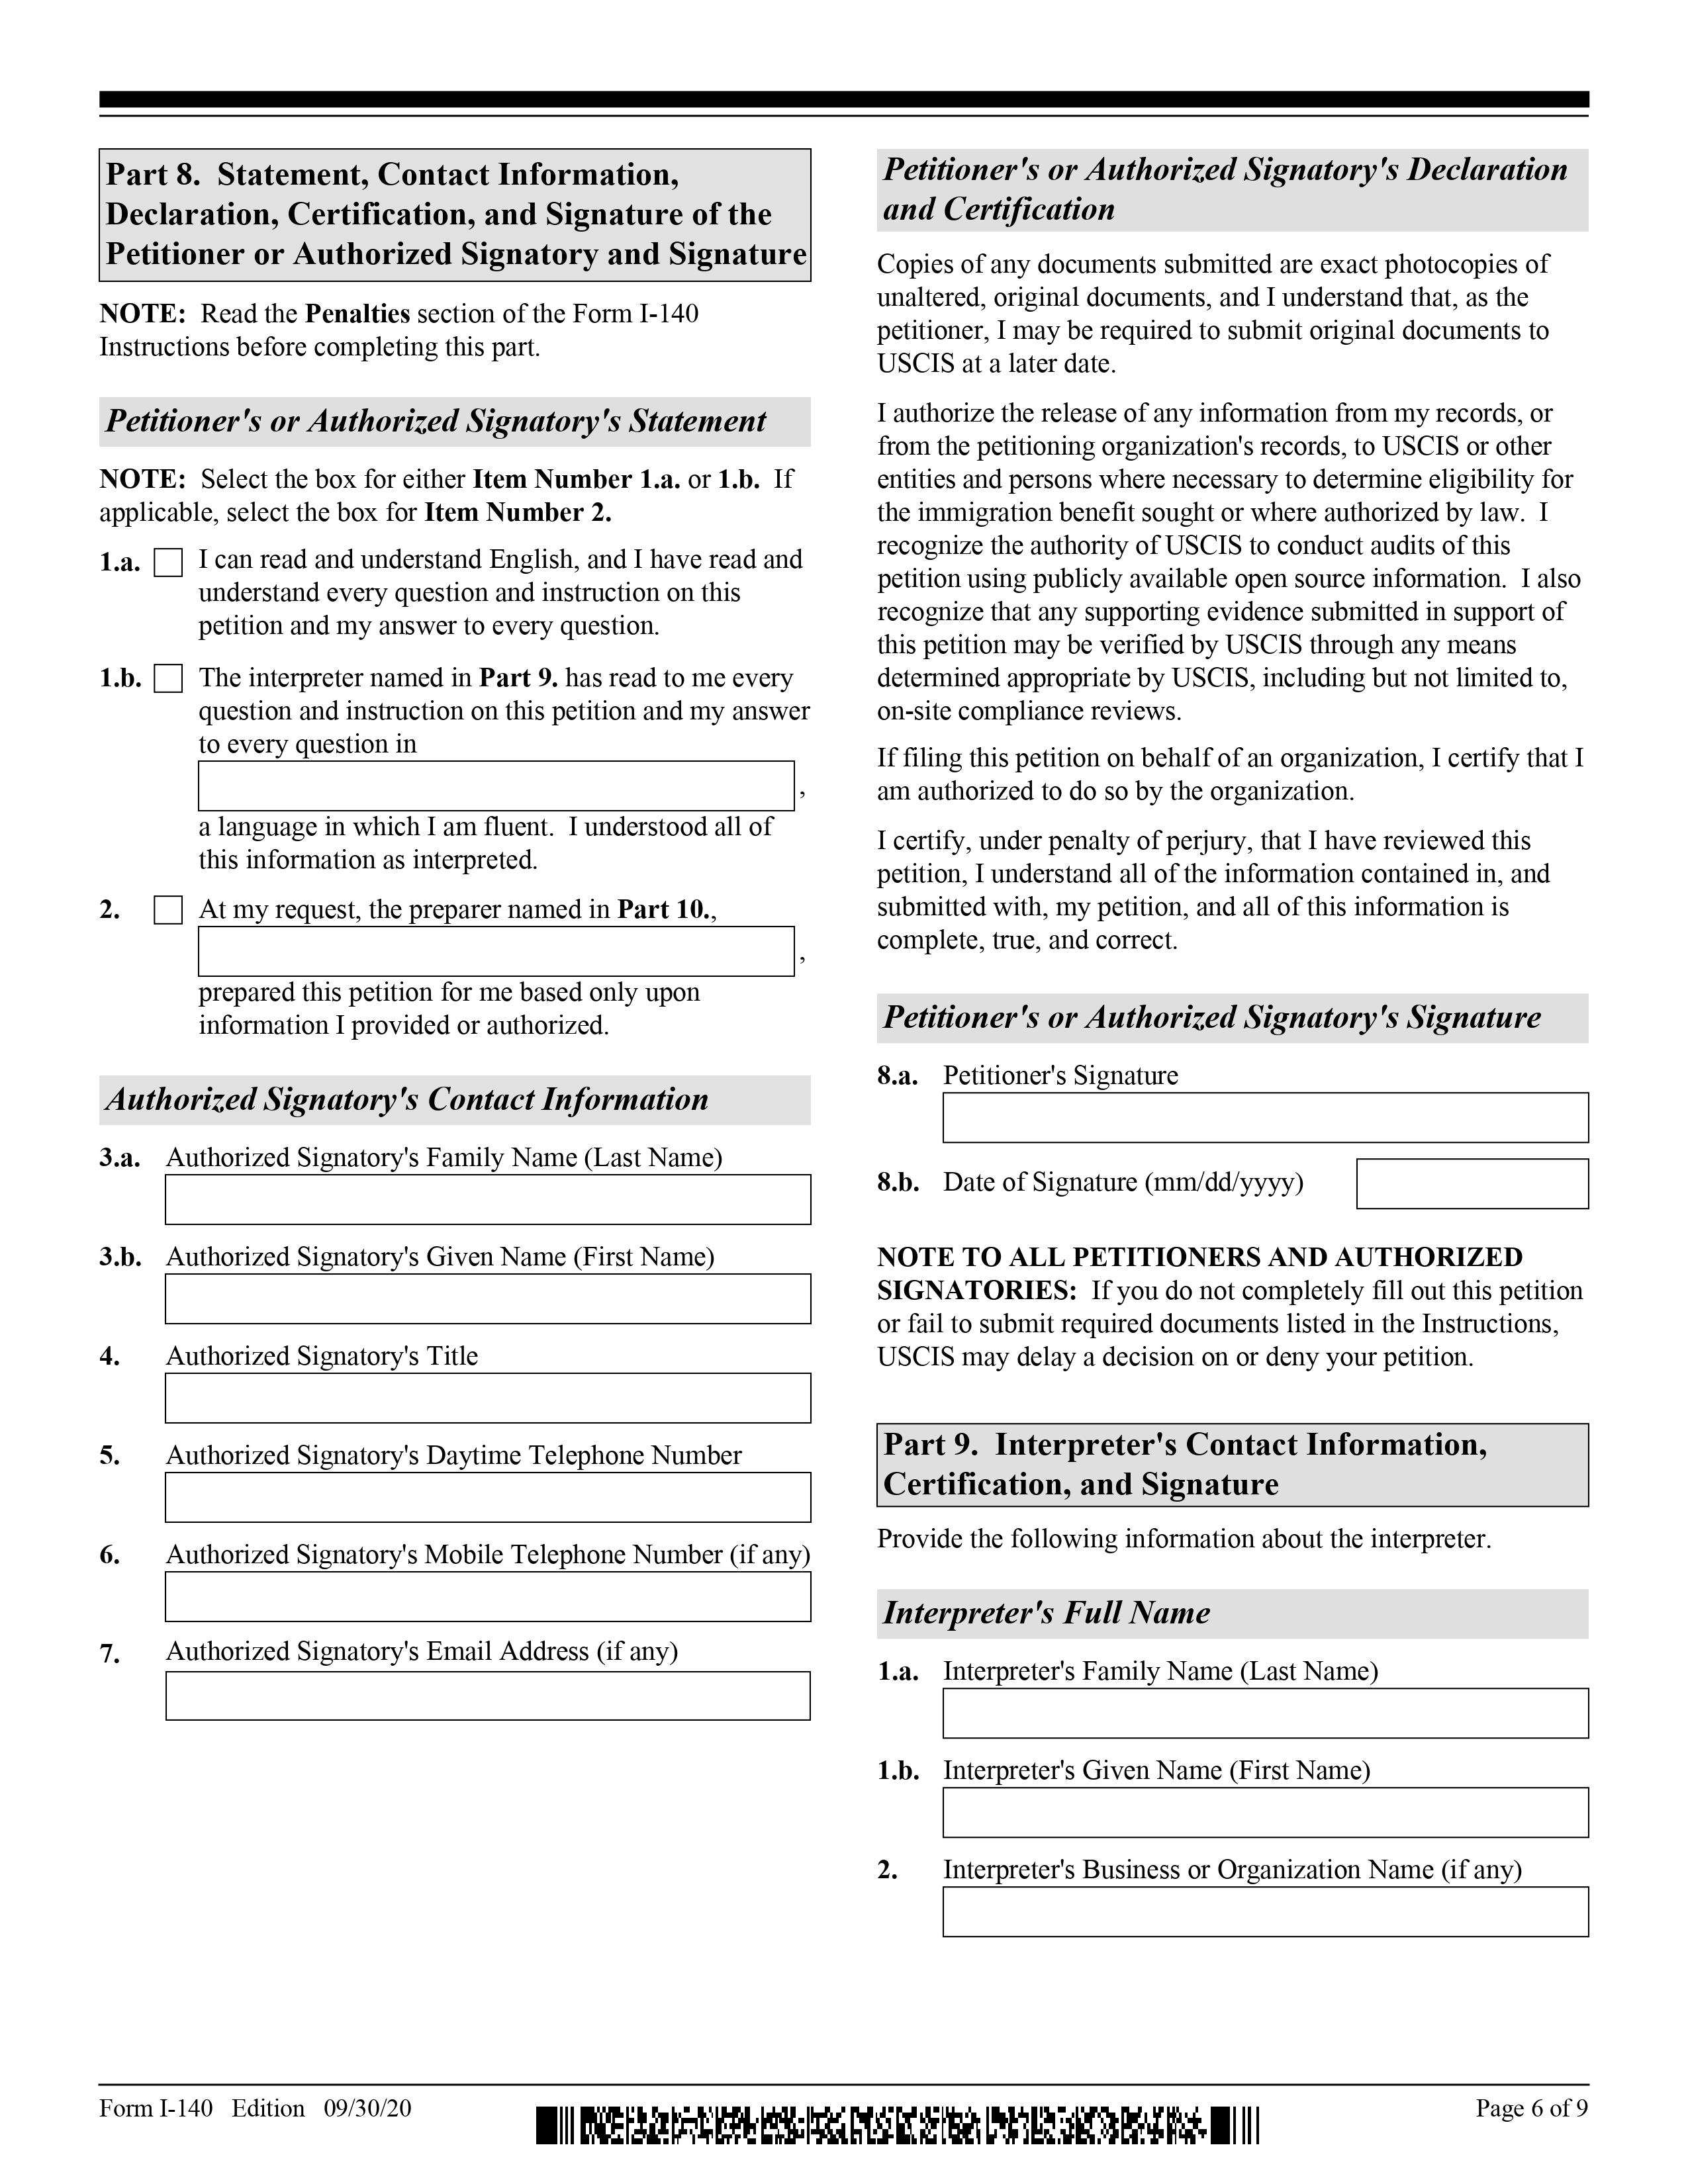 Part 8.  Statement, Contact Information,
Declaration, Certification, and Signature of the
Petitioner or Authorized Signatory and Signature
NOTE:  Read the Penalties section of the Form I-140
Instructions before completing this part.
Petitioner's or Authorized Signatory's Statement
NOTE:  Select the box for either Item Number 1.a. or 1.b.  If
applicable, select the box for Item Number 2.
1.a. I can read and understand English, and I have read and
understand every question and instruction on this
petition and my answer to every question.
1.b. The interpreter named in Part 9. has read to me every
question and instruction on this petition and my answer
to every question in
,
a language in which I am fluent.  I understood all of
this information as interpreted.
2. At my request, the preparer named in Part 10.,
,
prepared this petition for me based only upon
information I provided or authorized.
Authorized Signatory's Contact Information
3.a. Authorized Signatory's Family Name (Last Name)
3.b. Authorized Signatory's Given Name (First Name)
4. Authorized Signatory's Title
5. Authorized Signatory's Daytime Telephone Number
6. Authorized Signatory's Mobile Telephone Number (if any)
7. Authorized Signatory's Email Address (if any)
Petitioner's or Authorized Signatory's Declaration
and Certification
Copies of any documents submitted are exact photocopies of
unaltered, original documents, and I understand that, as the
petitioner, I may be required to submit original documents to
USCIS at a later date.
I authorize the release of any information from my records, or
from the petitioning organization's records, to USCIS or other
entities and persons where necessary to determine eligibility for
the immigration benefit sought or where authorized by law.  I
recognize the authority of USCIS to conduct audits of this
petition using publicly available open source information.  I also
recognize that any supporting evidence submitted in support of
this petition may be verified by USCIS through any means
determined appropriate by USCIS, including but not limited to,
on-site compliance reviews.
If filing this petition on behalf of an organization, I certify that I
am authorized to do so by the organization.
I certify, under penalty of perjury, that I have reviewed this
petition, I understand all of the information contained in, and
submitted with, my petition, and all of this information is
complete, true, and correct.
Petitioner's or Authorized Signatory's Signature
8.a. Petitioner's Signature
8.b. Date of Signature (mm/dd/yyyy)
NOTE TO ALL PETITIONERS AND AUTHORIZED
SIGNATORIES:  If you do not completely fill out this petition
or fail to submit required documents listed in the Instructions,
USCIS may delay a decision on or deny your petition.
Part 9.  Interpreter's Contact Information,
Certification, and Signature
Provide the following information about the interpreter.
Interpreter's Full Name
1.a. Interpreter's Family Name (Last Name)
1.b. Interpreter's Given Name (First Name)
2. Interpreter's Business or Organization Name (if any)
Form I-140   Edition   09/30/20
Page 6 of 9